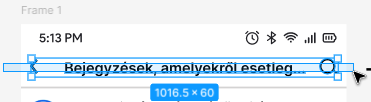 Frame 1
5:13 PM
Bejegyzések, amelyekről esetleg...
1016.5 × 60